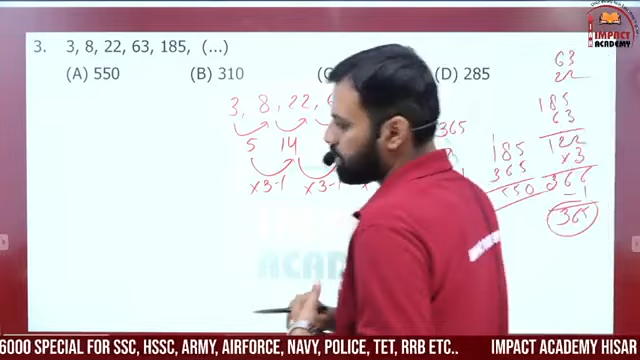 IMPACT
ACADEMY
3. 3, 8, 22, 63, 185, (...)
(A) 550 (B) 310 (D) 285
3, 8, 22,
5 14
×3-1 ×3-1
365
185
365
550
63
22
185
63
122
×3
366
-1
365
6000 SPECIAL FOR SSC, HSSC, ARMY, AIRFORCE, NAVY, POLICE, TET, RRB ETC.. IMPACT ACADEMY HISAR